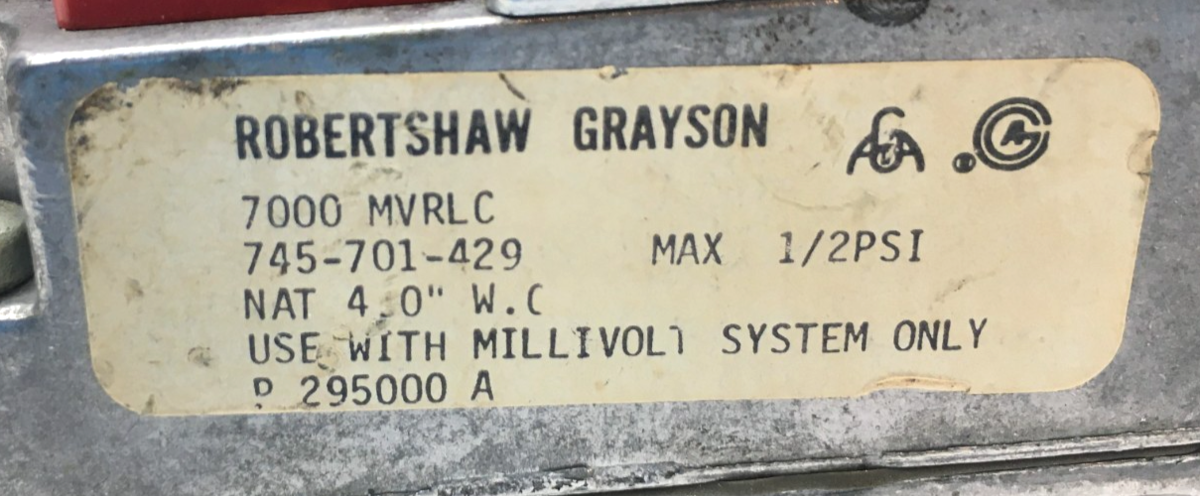 ROBERTSHAW GRAYSON
7000 MVRLC
745-701-429 MAX 1/2PSI
NAT 4.0" W.C
USE WITH MILLIVOLT SYSTEM ONLY
P 295000 A